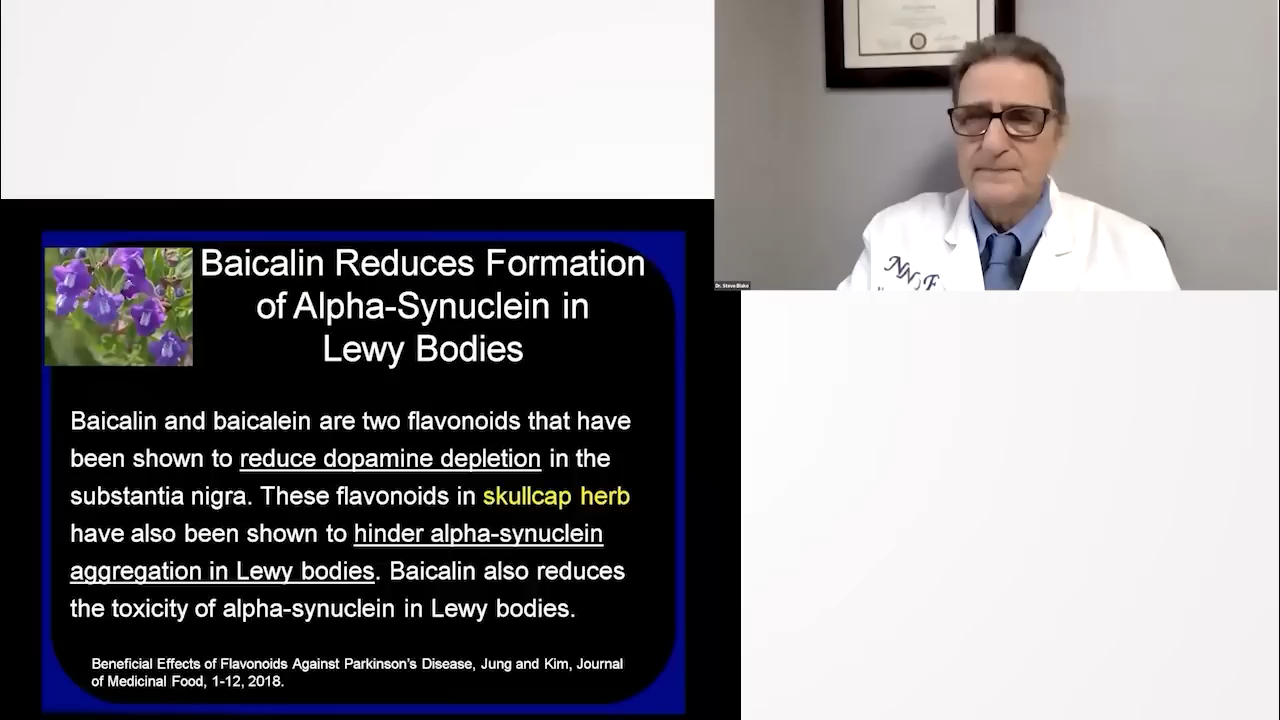 Baicalin Reduces Formation
of Alpha-Synuclein in
Lewy Bodies
Baicalin and baicalein are two flavonoids that have
been shown to reduce dopamine depletion in the
substantia nigra. These flavonoids in skullcap herb
have also been shown to hinder alpha-synuclein
aggregation in Lewy bodies. Baicalin also reduces
the toxicity of alpha-synuclein in Lewy bodies.
Beneficial Effects of Flavonoids Against Parkinson's Disease, Jung and Kim, Journal
of Medicinal Food, 1-12, 2018.
Dr. Steve Blake